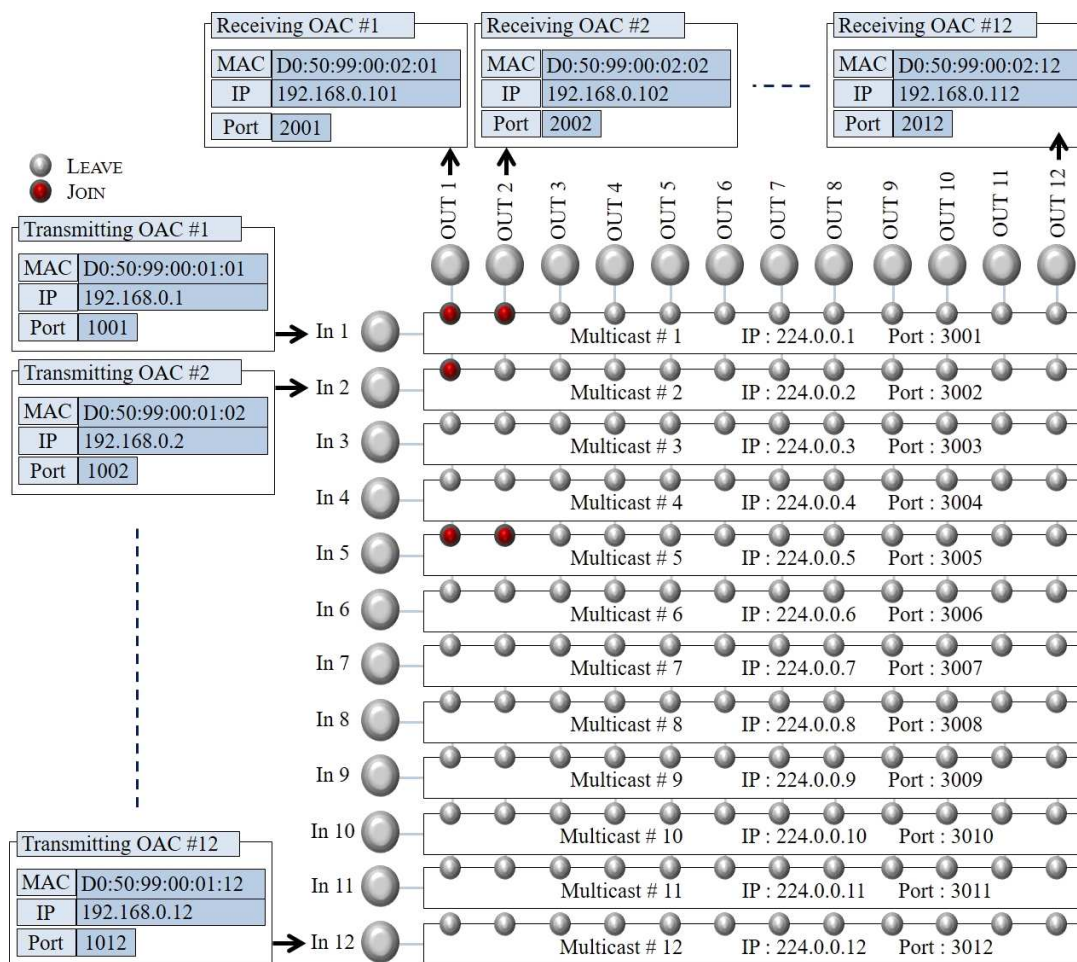 Receiving OAC #1
MAC D0:50:99:00:02:01
IP 192.168.0.101
Port 2001
Receiving OAC #2
MAC D0:50:99:00:02:02
IP 192.168.0.102
Port 2002
Receiving OAC #12
MAC D0:50:99:00:02:12
IP 192.168.0.112
Port 2012
LEAVE
JOIN
OUT 1
OUT 2
OUT 3
OUT 4
OUT 5
OUT 6
OUT 7
OUT 8
OUT 9
OUT 10
OUT 11
OUT 12
Transmitting OAC #1
MAC D0:50:99:00:01:01
IP 192.168.0.1
Port 1001
Transmitting OAC #2
MAC D0:50:99:00:01:02
IP 192.168.0.2
Port 1002
Transmitting OAC #12
MAC D0:50:99:00:01:12
IP 192.168.0.12
Port 1012
In 1 Multicast # 1 IP : 224.0.0.1 Port : 3001
In 2 Multicast # 2 IP : 224.0.0.2 Port : 3002
In 3 Multicast # 3 IP : 224.0.0.3 Port : 3003
In 4 Multicast # 4 IP : 224.0.0.4 Port : 3004
In 5 Multicast # 5 IP : 224.0.0.5 Port : 3005
In 6 Multicast # 6 IP : 224.0.0.6 Port : 3006
In 7 Multicast # 7 IP : 224.0.0.7 Port : 3007
In 8 Multicast # 8 IP : 224.0.0.8 Port : 3008
In 9 Multicast # 9 IP : 224.0.0.9 Port : 3009
In 10 Multicast # 10 IP : 224.0.0.10 Port : 3010
In 11 Multicast # 11 IP : 224.0.0.11 Port : 3011
In 12 Multicast # 12 IP : 224.0.0.12 Port : 3012